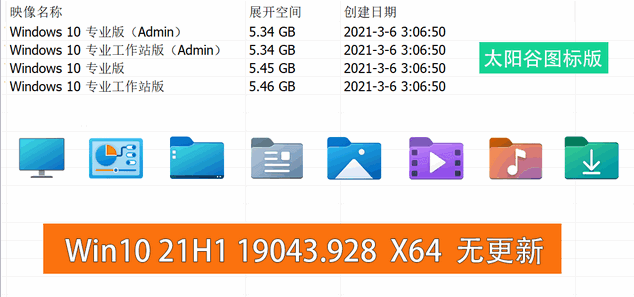 映像名称 展开空间 创建日期
Windows 10 专业版（Admin） 5.34 GB 2021-3-6 3:06:50
Windows 10 专业工作站版（Admin） 5.34 GB 2021-3-6 3:06:50
Windows 10 专业版 5.45 GB 2021-3-6 3:06:50
Windows 10 专业工作站版 5.46 GB 2021-3-6 3:06:50
太阳谷图标版
Win10 21H1 19043.928 X64 无更新